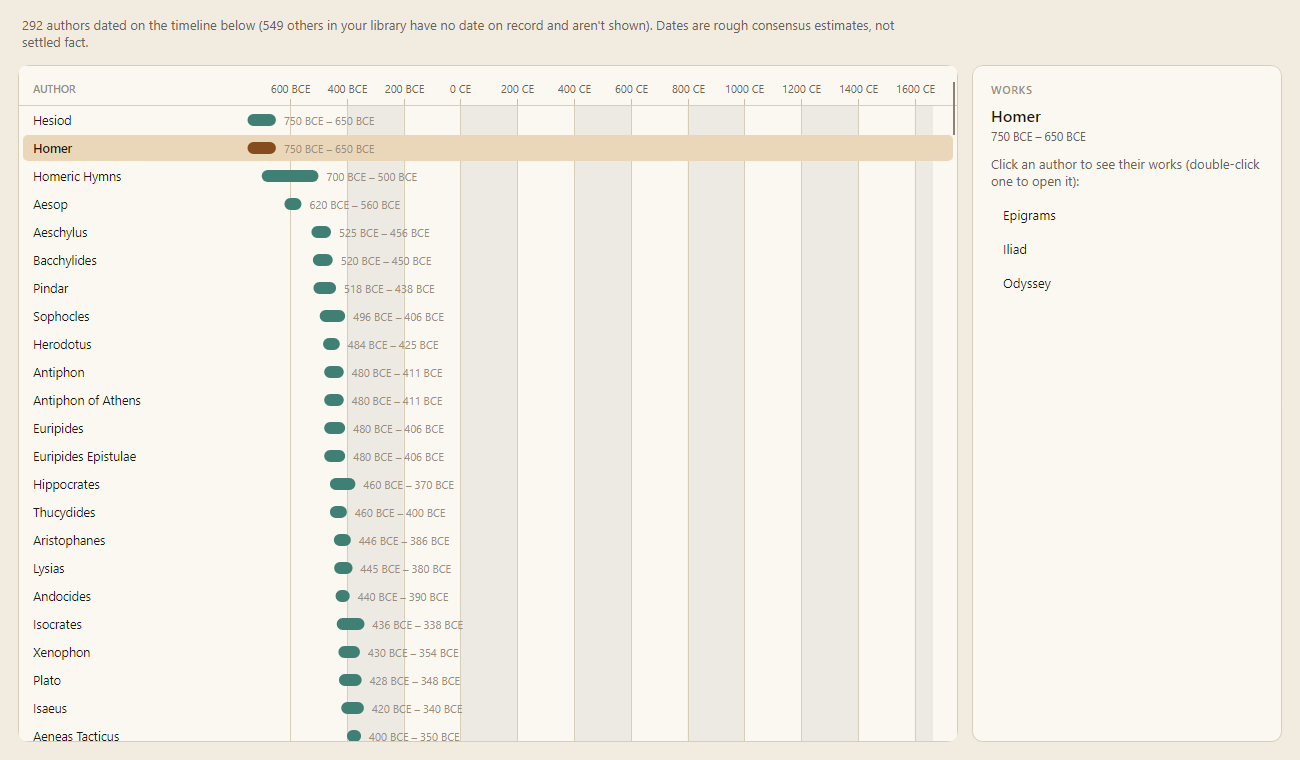 292 authors dated on the timeline below (549 others in your library have no date on record and aren't shown). Dates are rough consensus estimates, not
settled fact.
AUTHOR 600 BCE 400 BCE 200 BCE 0 CE 200 CE 400 CE 600 CE 800 CE 1000 CE 1200 CE 1400 CE 1600 CE
Hesiod 750 BCE – 650 BCE
Homer 750 BCE – 650 BCE
Homeric Hymns 700 BCE – 500 BCE
Aesop 620 BCE – 560 BCE
Aeschylus 525 BCE – 456 BCE
Bacchylides 520 BCE – 450 BCE
Pindar 518 BCE – 438 BCE
Sophocles 496 BCE – 406 BCE
Herodotus 484 BCE – 425 BCE
Antiphon 480 BCE – 411 BCE
Antiphon of Athens 480 BCE – 411 BCE
Euripides 480 BCE – 406 BCE
Euripides Epistulae 480 BCE – 406 BCE
Hippocrates 460 BCE – 370 BCE
Thucydides 460 BCE – 400 BCE
Aristophanes 446 BCE – 386 BCE
Lysias 445 BCE – 380 BCE
Andocides 440 BCE – 390 BCE
Isocrates 436 BCE – 338 BCE
Xenophon 430 BCE – 354 BCE
Plato 428 BCE – 348 BCE
Isaeus 420 BCE – 340 BCE
Aeneas Tacticus 400 BCE – 350 BCE
WORKS
Homer
750 BCE – 650 BCE
Click an author to see their works (double-click
one to open it):
Epigrams
Iliad
Odyssey